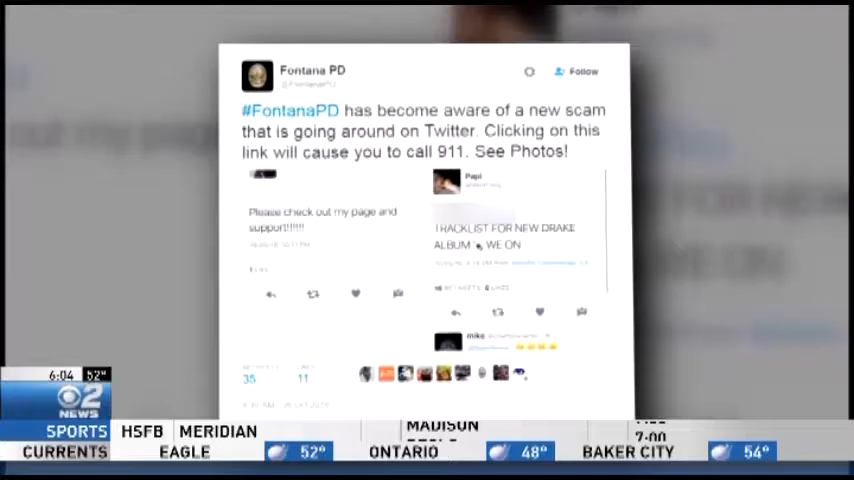 Fontana PD
Follow
#FontanaPD has become aware of a new scam
that is going around on Twitter. Clicking on this
link will cause you to call 911. See Photos!
Please check out my page and
support!!!!!!
Papi
TRACKLIST FOR NEW DRAKE
ALBUM WE ON
mike
35
11
6:04 52°
2
NEWS
SPORTS HSFB MERIDIAN MADISON
7:00
CURRENTS EAGLE 52° ONTARIO 48° BAKER CITY 54°